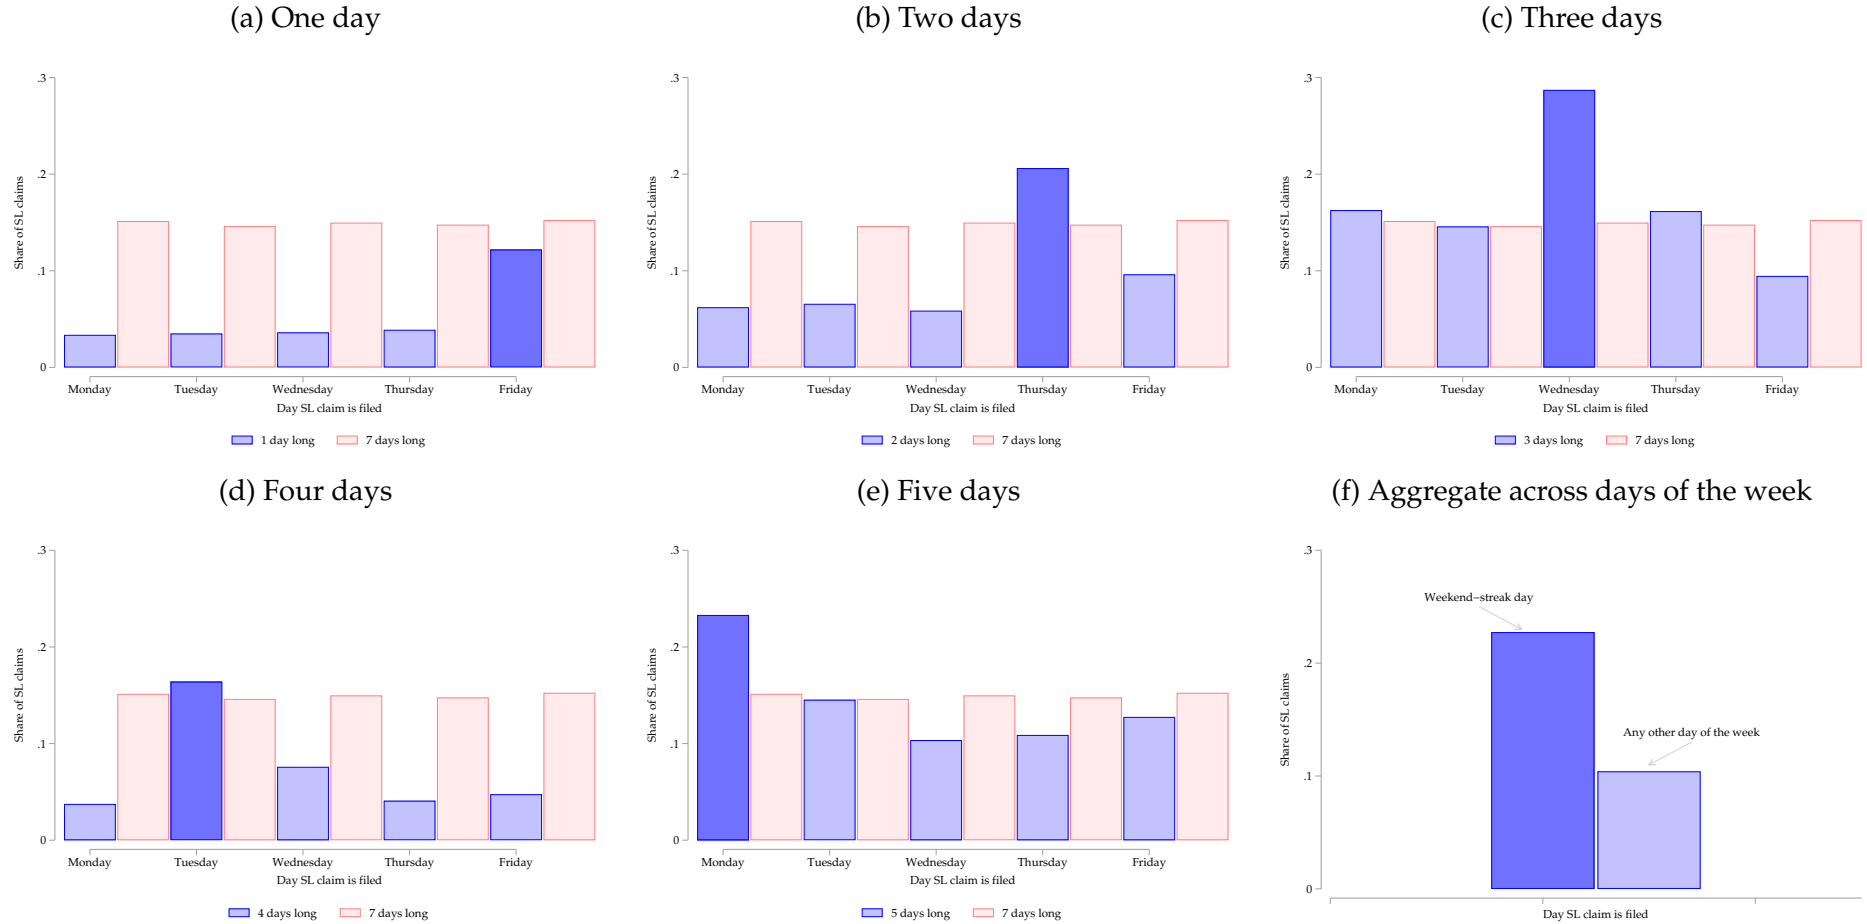 (a) One day
.3
.2
.1
0
Share of SL claims
Monday Tuesday Wednesday Thursday Friday
Day SL claim is filed
1 day long 7 days long
(b) Two days
.3
.2
.1
0
Share of SL claims
Monday Tuesday Wednesday Thursday Friday
Day SL claim is filed
2 days long 7 days long
(c) Three days
.3
.2
.1
0
Share of SL claims
Monday Tuesday Wednesday Thursday Friday
Day SL claim is filed
3 days long 7 days long
(d) Four days
.3
.2
.1
0
Share of SL claims
Monday Tuesday Wednesday Thursday Friday
Day SL claim is filed
4 days long 7 days long
(e) Five days
.3
.2
.1
0
Share of SL claims
Monday Tuesday Wednesday Thursday Friday
Day SL claim is filed
5 days long 7 days long
(f) Aggregate across days of the week
.3
.2
.1
0
Share of SL claims
Weekend−streak day
Any other day of the week
Day SL claim is filed